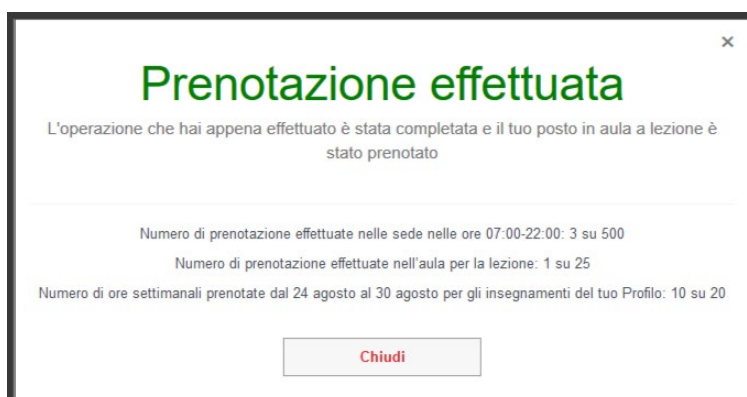 ×
Prenotazione effettuata
L'operazione che hai appena effettuato è stata completata e il tuo posto in aula a lezione è
stato prenotato
Numero di prenotazione effettuate nelle sede nelle ore 07:00-22:00: 3 su 500
Numero di prenotazione effettuate nell'aula per la lezione: 1 su 25
Numero di ore settimanali prenotate dal 24 agosto al 30 agosto per gli insegnamenti del tuo Profilo: 10 su 20
Chiudi